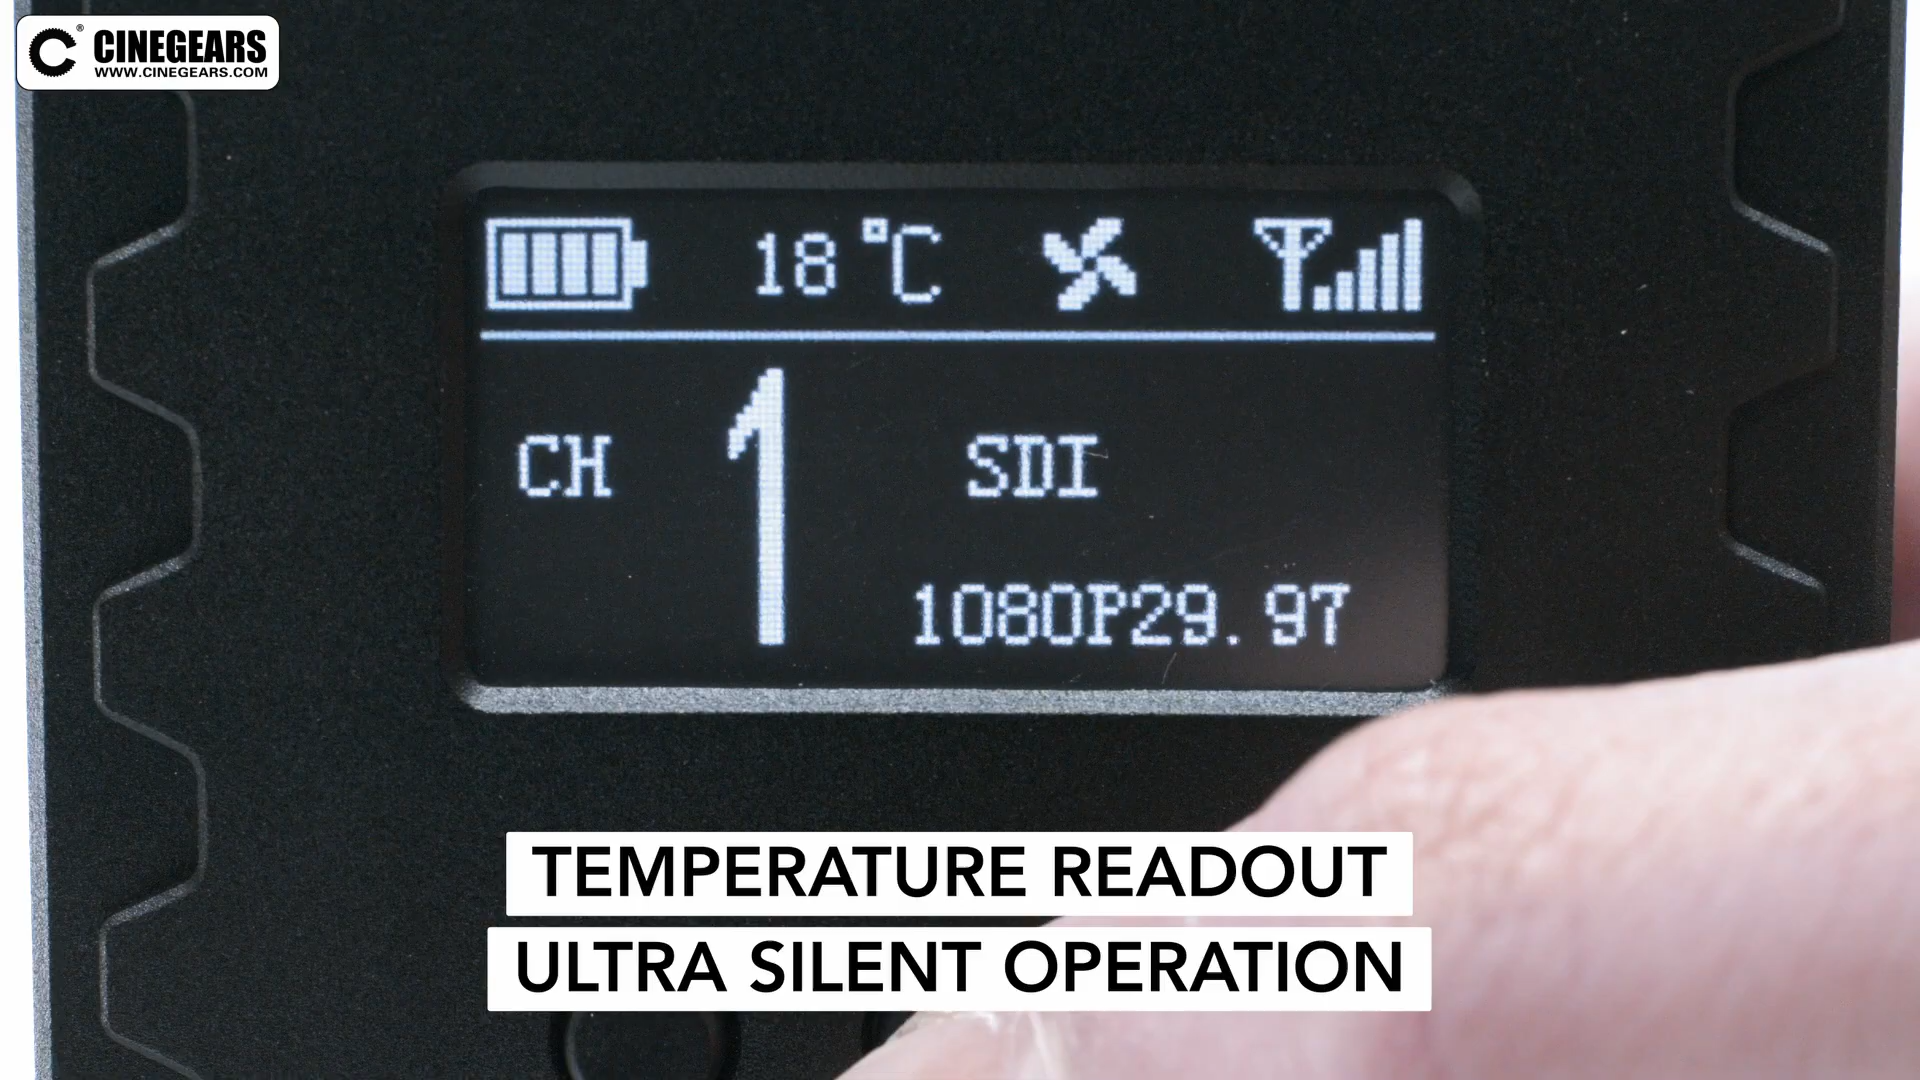 CINEGEARS
WWW.CINEGEARS.COM
18 °C
CH 1 SDI
1080P29.97
TEMPERATURE READOUT
ULTRA SILENT OPERATION